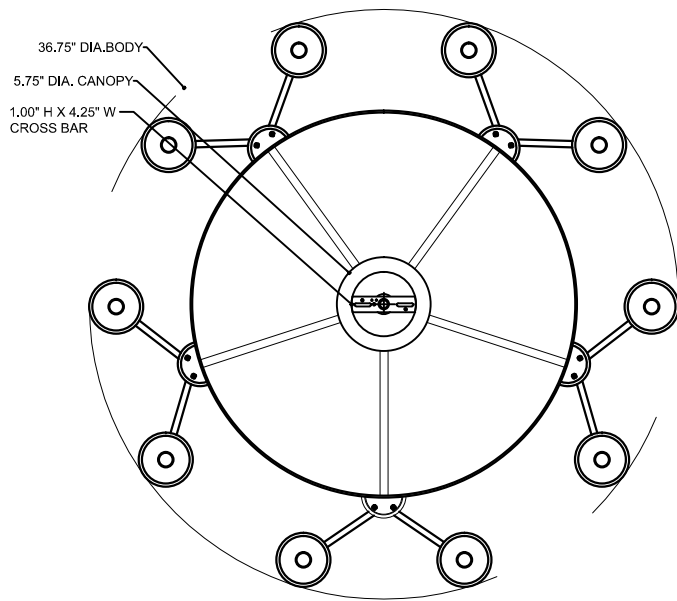 36.75" DIA.BODY
5.75" DIA. CANOPY
1.00" H X 4.25" W
CROSS BAR